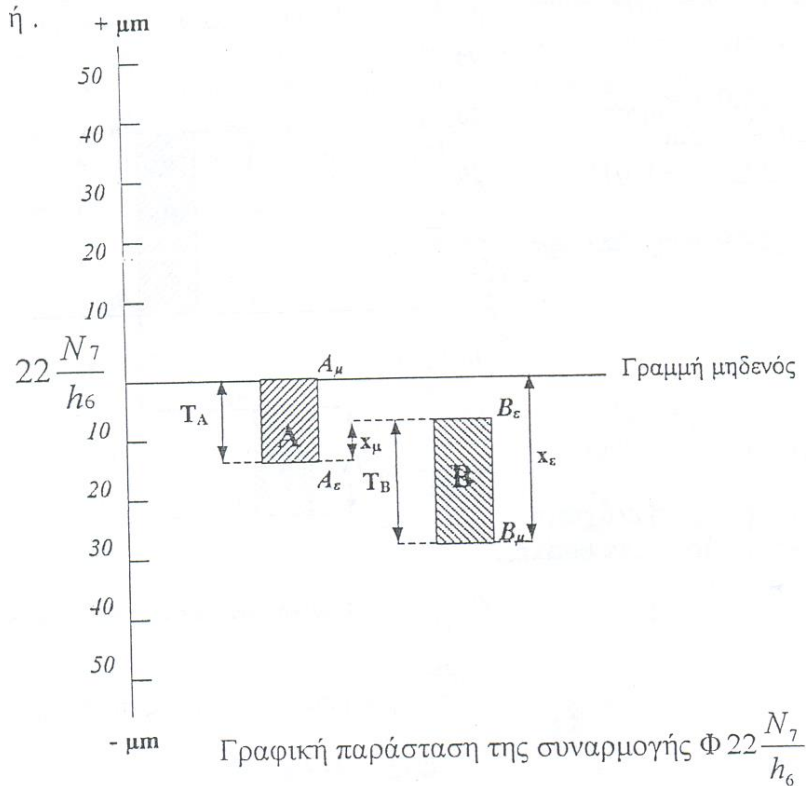 ή .
+ μm
50
40
30
20
10
22 N7/h6
Aμ
Γραμμή μηδενός
TA
A
xμ
Bε
10
Aε
TB
B
xε
20
Bμ
30
40
50
- μm
Γραφική παράσταση της συναρμογής Φ 22 N7/h6